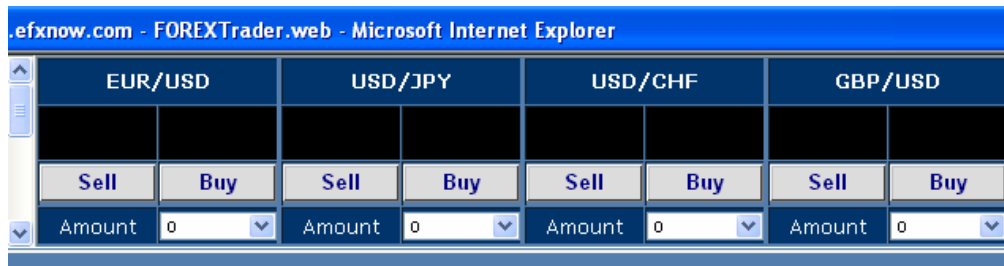 .efxnow.com - FOREXTrader.web - Microsoft Internet Explorer
EUR/USD USD/JPY USD/CHF GBP/USD
Sell Buy Sell Buy Sell Buy Sell Buy
Amount 0 Amount 0 Amount 0 Amount 0